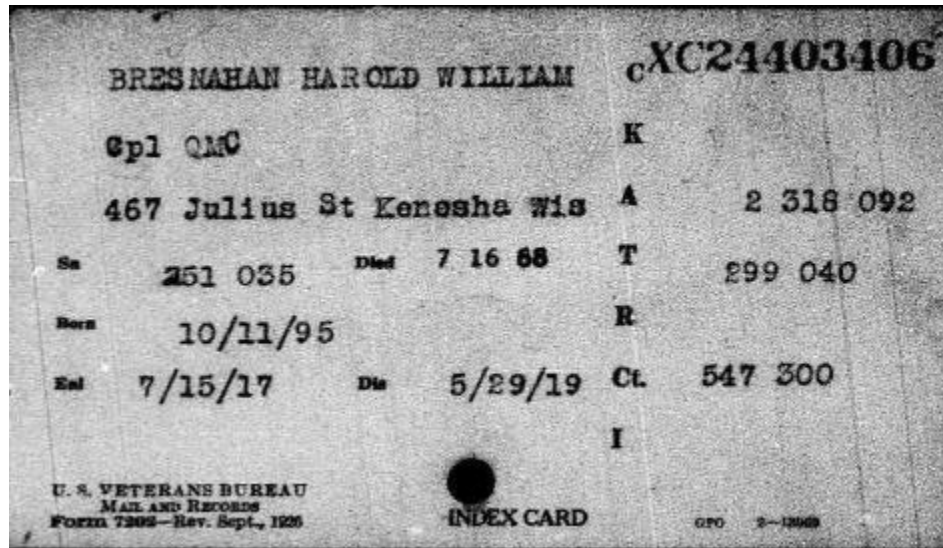 BRESNAHAN HAROLD WILLIAM C XC24403406
Cpl QMC K
467 Julius St Kenosha Wis A 2 318 092
Sn 251 035 Died 7 16 68 T 299 040
Born 10/11/95 R
Enl 7/15/17 Dis 5/29/19 Ct. 547 300
I
U. S. VETERANS BUREAU
MAIL AND RECORDS
Form 7202—Rev. Sept., 1926 INDEX CARD GPO